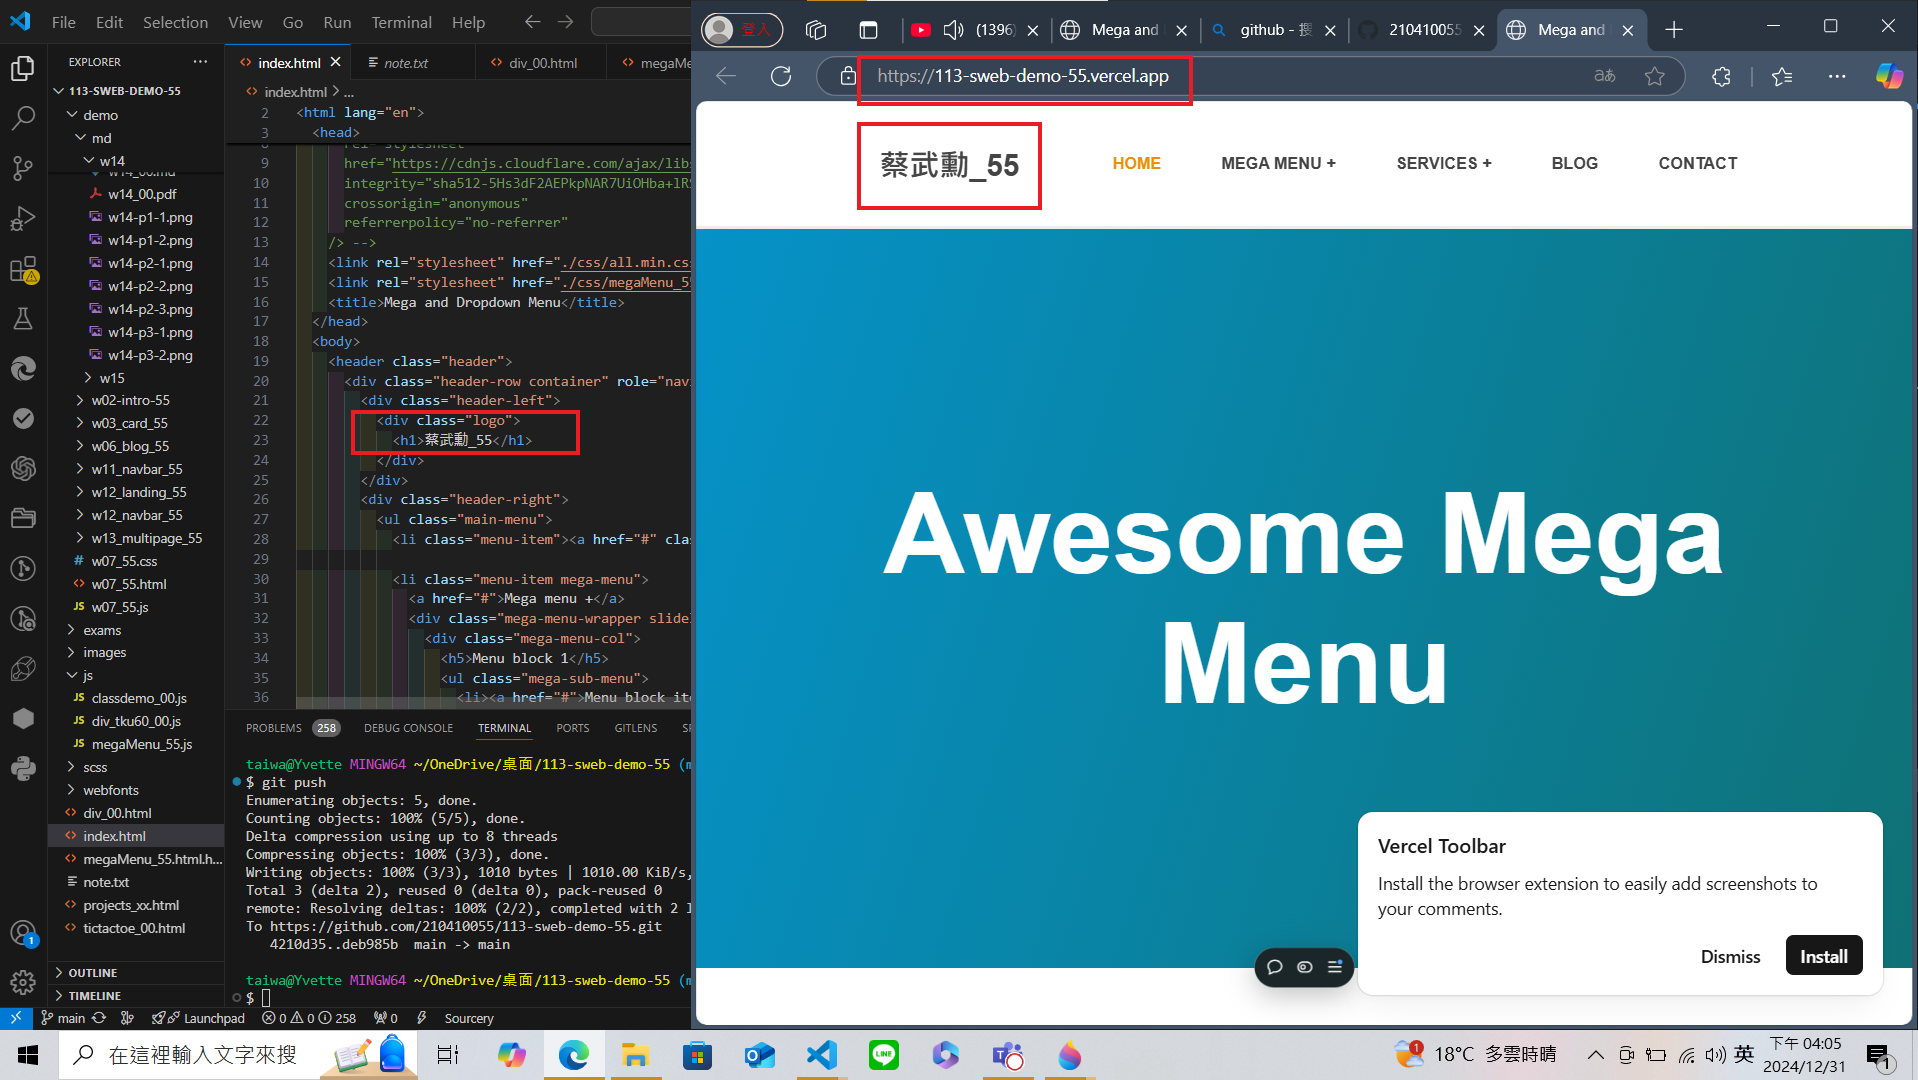 File Edit Selection View Go Run Terminal Help
EXPLORER
113-SWEB-DEMO-55
demo
md
w14
w14_00.md
w14_00.pdf
w14-p1-1.png
w14-p1-2.png
w14-p2-1.png
w14-p2-2.png
w14-p2-3.png
w14-p3-1.png
w14-p3-2.png
w15
w02-intro-55
w03_card_55
w06_blog_55
w11_navbar_55
w12_landing_55
w12_navbar_55
w13_multipage_55
w07_55.css
w07_55.html
w07_55.js
exams
images
js
classdemo_00.js
div_tku60_00.js
megaMenu_55.js
scss
webfonts
div_00.html
index.html
megaMenu_55.html.h...
note.txt
projects_xx.html
tictactoe_00.html
OUTLINE
TIMELINE
index.html note.txt div_00.html megaMe
index.html > ...
2 <html lang="en">
3 <head>
8 rel="stylesheet"
9 href="https://cdnjs.cloudflare.com/ajax/lib
10 integrity="sha512-5Hs3dF2AEPkpNAR7UiOHba+lRS
11 crossorigin="anonymous"
12 referrerpolicy="no-referrer"
13 /> -->
14 <link rel="stylesheet" href="./css/all.min.cs
15 <link rel="stylesheet" href="./css/megaMenu_5
16 <title>Mega and Dropdown Menu</title>
17 </head>
18 <body>
19 <header class="header">
20 <div class="header-row container" role="navi
21 <div class="header-left">
22 <div class="logo">
23 <h1>蔡武勳_55</h1>
24 </div>
25 </div>
26 <div class="header-right">
27 <ul class="main-menu">
28 <li class="menu-item"><a href="#" clas
29
30 <li class="menu-item mega-menu">
31 <a href="#">Mega menu +</a>
32 <div class="mega-menu-wrapper slide
33 <div class="mega-menu-col">
34 <h5>Menu block 1</h5>
35 <ul class="mega-sub-menu">
36 <li><a href="#">Menu block ite
PROBLEMS 258 DEBUG CONSOLE TERMINAL PORTS GITLENS SP
taiwa@Yvette MINGW64 ~/OneDrive/桌面/113-sweb-demo-55 (m
$ git push
Enumerating objects: 5, done.
Counting objects: 100% (5/5), done.
Delta compression using up to 8 threads
Compressing objects: 100% (3/3), done.
Writing objects: 100% (3/3), 1010 bytes | 1010.00 KiB/s,
Total 3 (delta 2), reused 0 (delta 0), pack-reused 0
remote: Resolving deltas: 100% (2/2), completed with 2 l
To https://github.com/210410055/113-sweb-demo-55.git
4210d35..deb985b main -> main
taiwa@Yvette MINGW64 ~/OneDrive/桌面/113-sweb-demo-55 (m
$
main Launchpad 0 0 258 0 Sourcery
登入 (1396) Mega and github - 搜 210410055 Mega and
https://113-sweb-demo-55.vercel.app
蔡武勳_55 HOME MEGA MENU + SERVICES + BLOG CONTACT
Awesome Mega
Menu
Vercel Toolbar
Install the browser extension to easily add screenshots to
your comments.
Dismiss Install
在這裡輸入文字來搜
18°C 多雲時晴 英 下午 04:05
2024/12/31